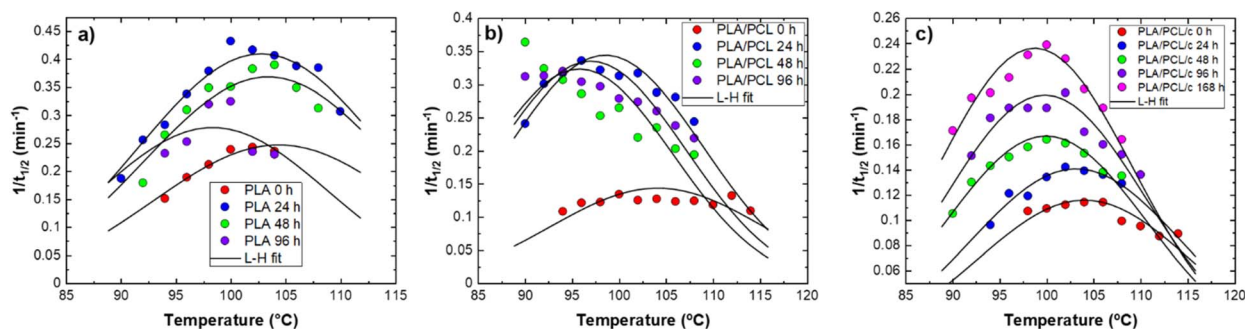 a)
1/t1/2 (min-1)
0.45
0.4
0.35
0.3
0.25
0.2
0.15
0.1
0.05
0
PLA 0 h
PLA 24 h
PLA 48 h
PLA 96 h
L-H fit
85 90 95 100 105 110 115
Temperature (ºC)
b)
1/t1/2 (min-1)
0.4
0.35
0.3
0.25
0.2
0.15
0.1
0.05
0
PLA/PCL 0 h
PLA/PCL 24 h
PLA/PCL 48 h
PLA/PCL 96 h
L-H fit
85 90 95 100 105 110 115 120
Temperature (ºC)
c)
1/t1/2 (min-1)
0.26
0.24
0.22
0.2
0.18
0.16
0.14
0.12
0.1
0.08
0.06
PLA/PCL/c 0 h
PLA/PCL/c 24 h
PLA/PCL/c 48 h
PLA/PCL/c 96 h
PLA/PCL/c 168 h
L-H fit
85 90 95 100 105 110 115 120
Temperature (ºC)